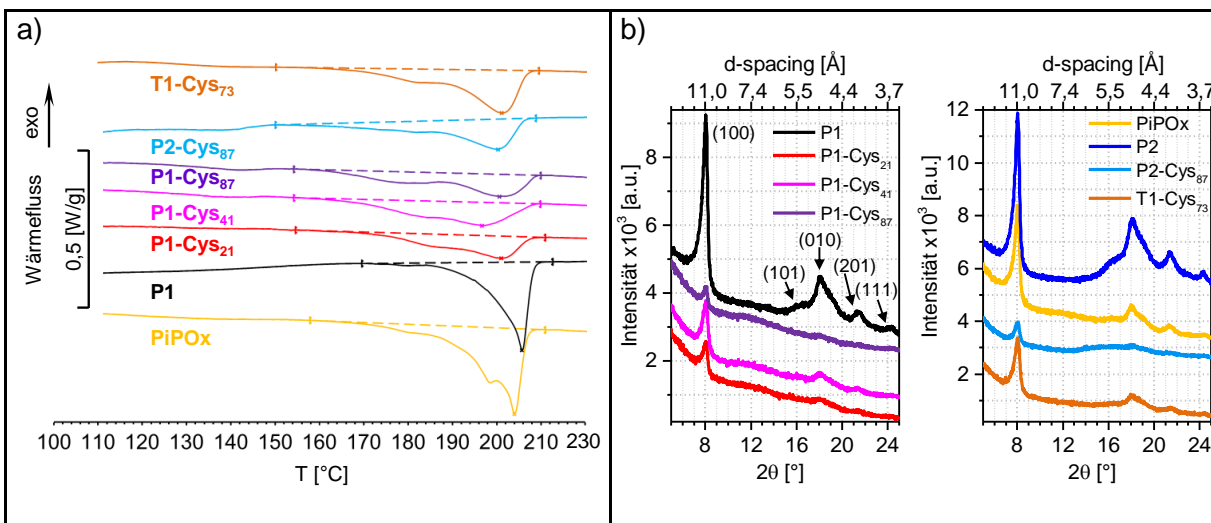 a)
exo
Wärmefluss
0,5 [W/g]
T1-Cys73
P2-Cys87
P1-Cys87
P1-Cys41
P1-Cys21
P1
PiPOx
100 110 120 130 140 150 160 170 180 190 200 210 220 230
T [°C]
b)
d-spacing [Å]
11,0 7,4 5,5 4,4 3,7
(100)
P1
P1-Cys21
P1-Cys41
P1-Cys87
(101)
(010)
(201)
(111)
Intensität x10³ [a.u.]
8
6
4
2
8 12 16 20 24
2θ [°]
d-spacing [Å]
11,0 7,4 5,5 4,4 3,7
PiPOx
P2
P2-Cys87
T1-Cys73
Intensität x10³ [a.u.]
12
10
8
6
4
2
8 12 16 20 24
2θ [°]